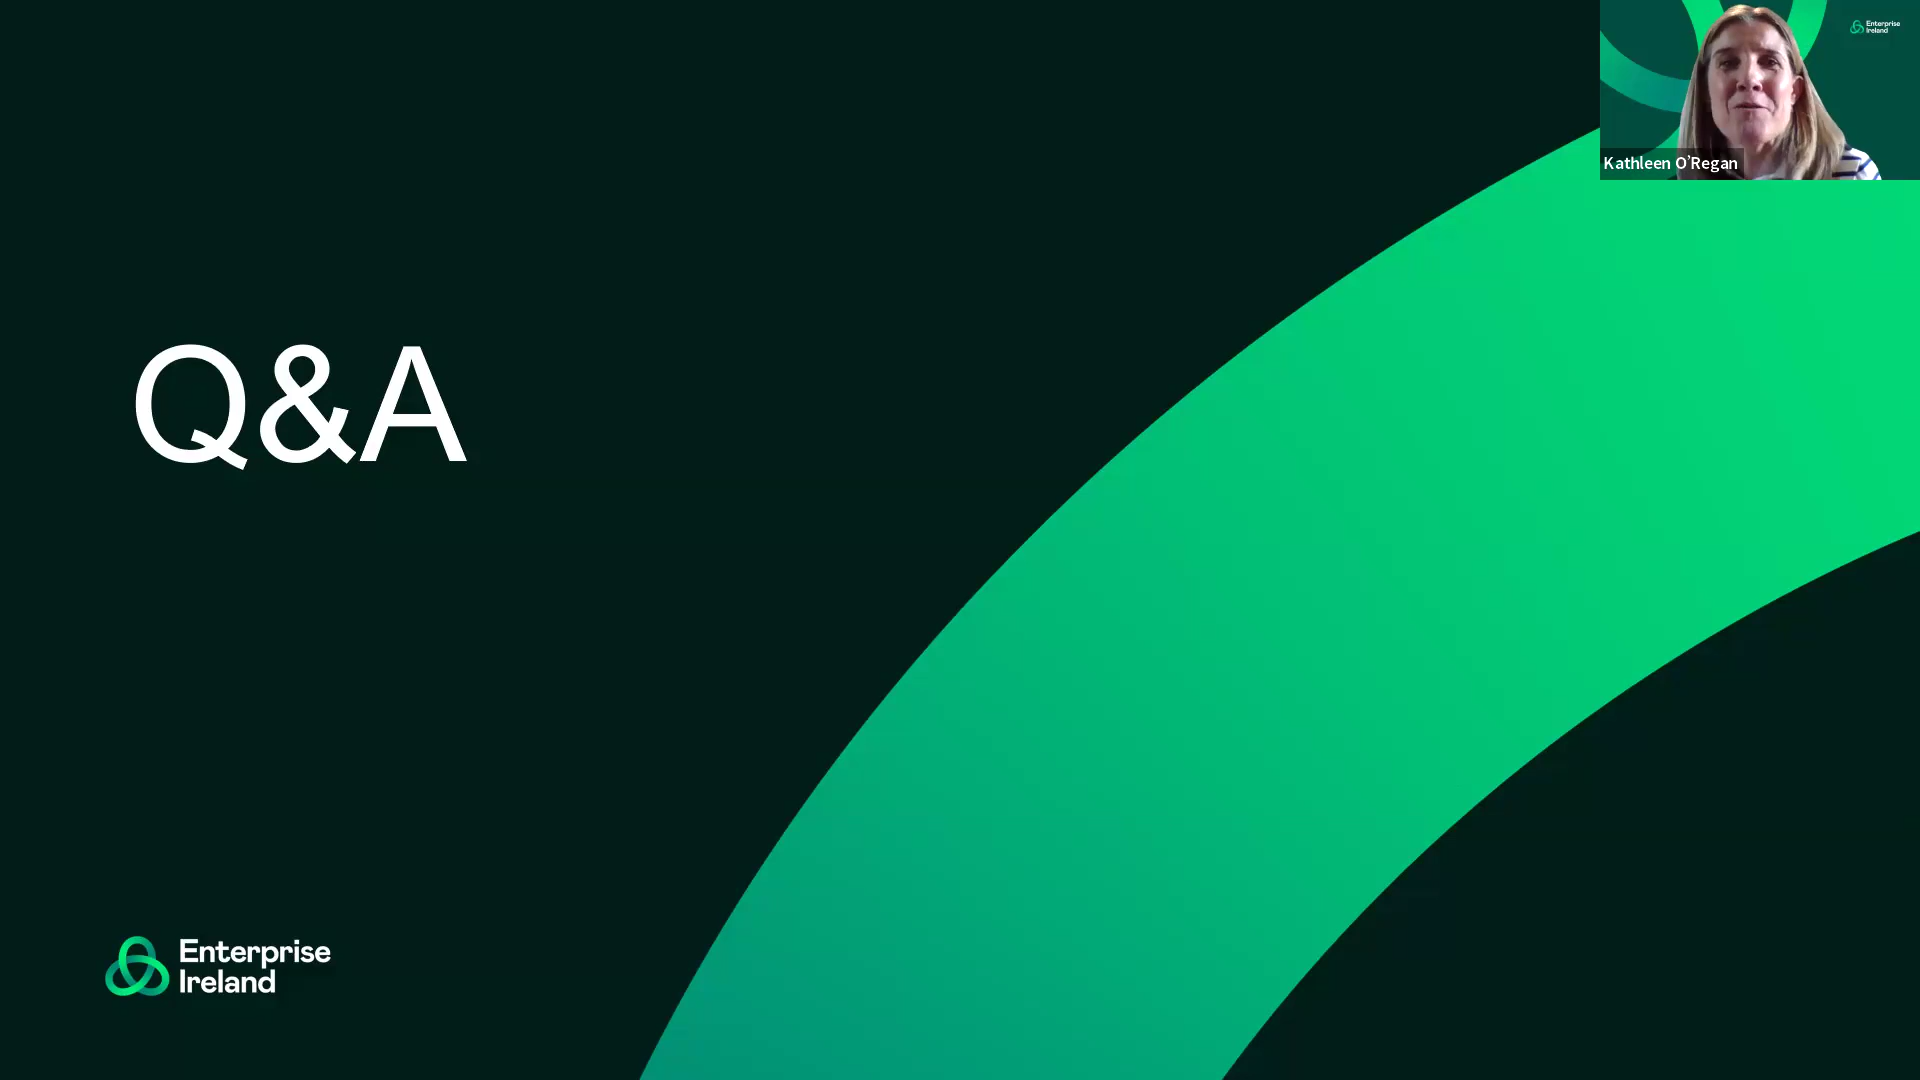 Enterprise
Ireland
Kathleen O’Regan
Q&A
Enterprise
Ireland